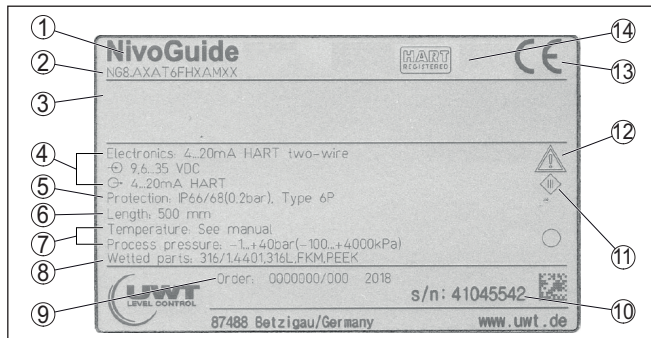 1
NivoGuide
HART
REGISTERED
14
CE
2
NG8.AXAT6FHXAMXX
13
3
12
4
Electronics: 4...20mA HART two-wire
9,6...35 VDC
4...20mA HART
5
Protection: IP66/68(0.2bar), Type 6P
6
Length: 500 mm
7
Temperature: See manual
Process pressure: -1...+40bar(-100...+4000kPa)
11
8
Wetted parts: 316/1.4401,316L,FKM,PEEK
Order: 0000000/000 2018
UWT
LEVEL CONTROL
s/n: 41045542
9
10
87488 Betzigau/Germany
www.uwt.de